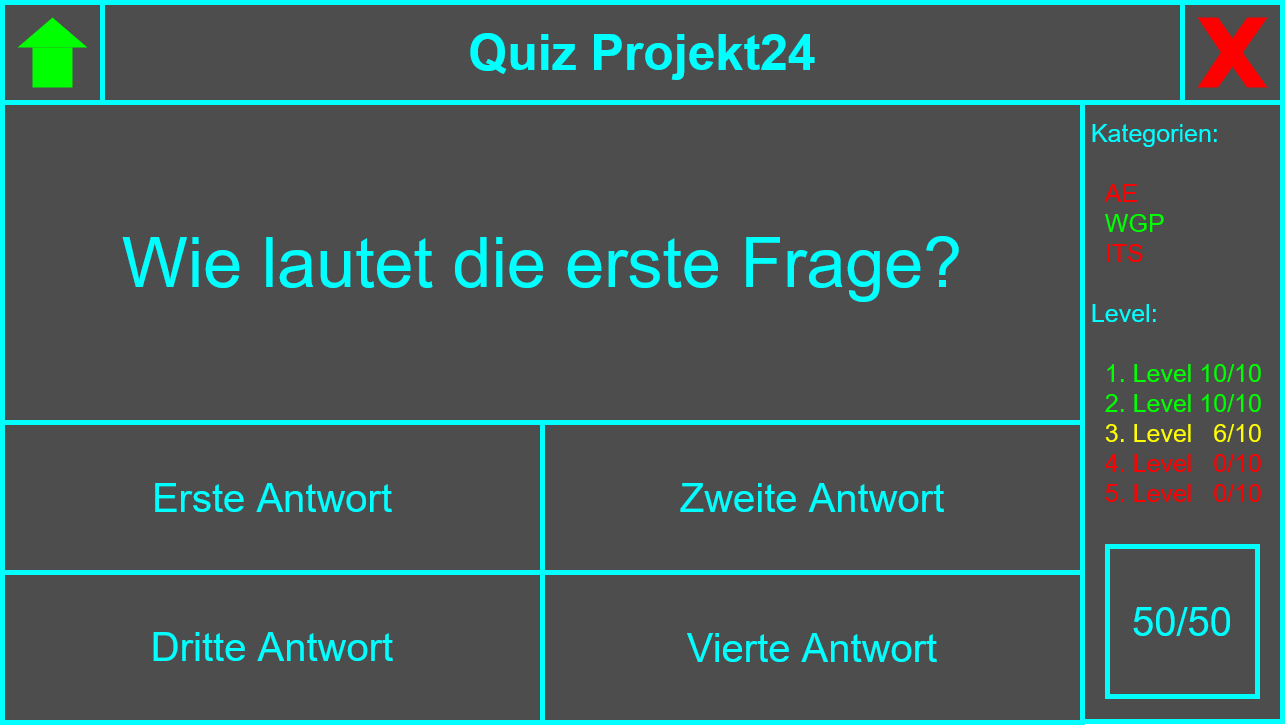 Quiz Projekt24
X
Wie lautet die erste Frage?
Erste Antwort
Zweite Antwort
Dritte Antwort
Vierte Antwort
Kategorien:
AE
WGP
ITS
Level:
1. Level 10/10
2. Level 10/10
3. Level 6/10
4. Level 0/10
5. Level 0/10
50/50